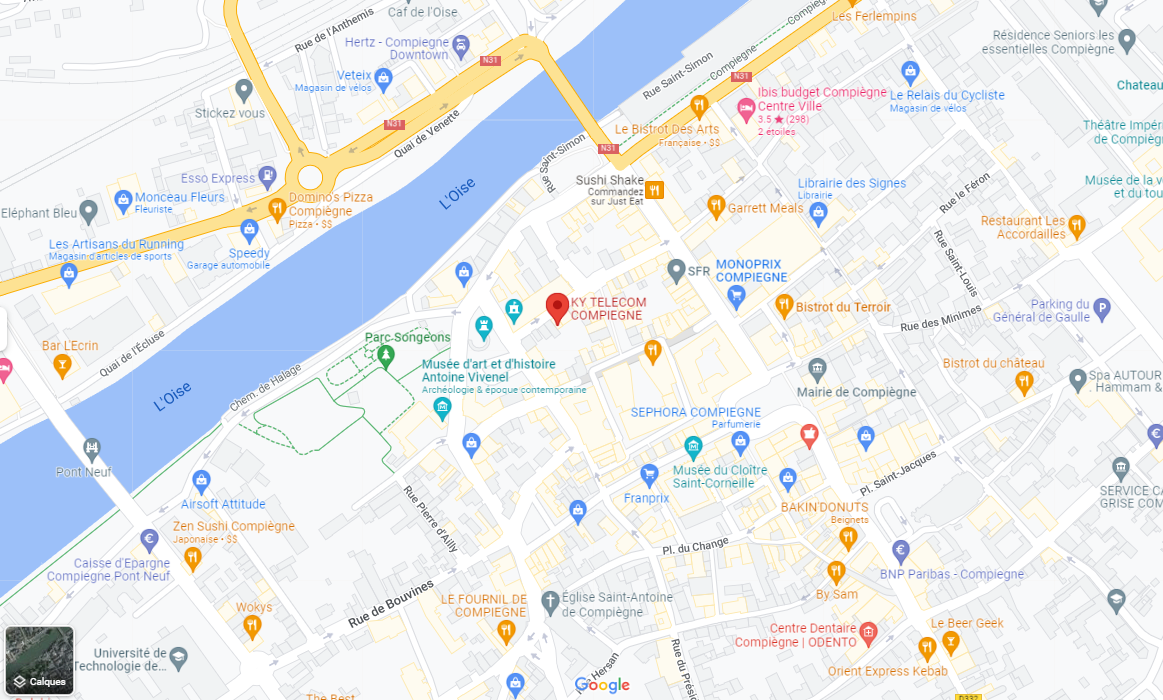 Caf de l'Oise
Rue de l'Anthemis
Les Ferlempins
Compiegne
Hertz - Compiegne
Downtown
N31
Résidence Seniors les
essentielles Compiègne
Rue Saint-Simon
Compiegne
N31
Veteix
Magasin de vélos
Ibis budget Compiègne
Centre Ville
3.5 ★ (298)
2 étoiles
Le Relais du Cycliste
Magasin de vélos
Chateau
Stickez vous
N31
Quai de Venette
Le Bistrot Des Arts
Française • $$
Théâtre Impéri
de Compiègn
N31
Rue Saint-Simon
Esso Express
Sushi Shake
Commandez
sur Just Eat
Librairie des Signes
Librairie
Rue le Féron
Musée de la v
et du tou
L'Oise
Monceau Fleurs
Fleuriste
Domino's Pizza
Compiègne
Pizza • $$
Eléphant Bleu
Garrett Meals
Restaurant Les
Accordailles
Les Artisans du Running
Magasin d'articles de sports
Speedy
Garage automobile
Rue Saint-Louis
SFR
MONOPRIX
COMPIEGNE
KY TELECOM
COMPIEGNE
Bistrot du Terroir
Parking du
Général de Gaulle
Rue des Minimes
Bar L'Ecrin
Quai de l'Écluse
Parc Songeons
Musée d'art et d'histoire
Antoine Vivenel
Archéologie & époque contemporaine
Bistrot du château
Chem. de Halage
L'Oise
Mairie de Compiègne
Spa AUTOUR
Hammam &
SEPHORA COMPIEGNE
Parfumerie
Pont Neuf
Musée du Cloître
Saint-Corneille
Pl. Saint-Jacques
Franprix
SERVICE CA
GRISE COM
Airsoft Attitude
Rue Pierre d'Ailly
BAKIN'DONUTS
Beignets
Zen Sushi Compiègne
Japonaise • $$
Pl. du Change
Caisse d'Epargne
Compiegne Pont Neuf
BNP Paribas - Compiegne
Rue de Bouvines
Wokys
LE FOURNIL DE
COMPIEGNE
Église Saint-Antoine
de Compiègne
By Sam
Centre Dentaire
Compiègne | ODENTO
Le Beer Geek
Université de
Technologie de...
Hersan
Rue du Prés
Orient Express Kebab
Calques
Google
The Best
D332